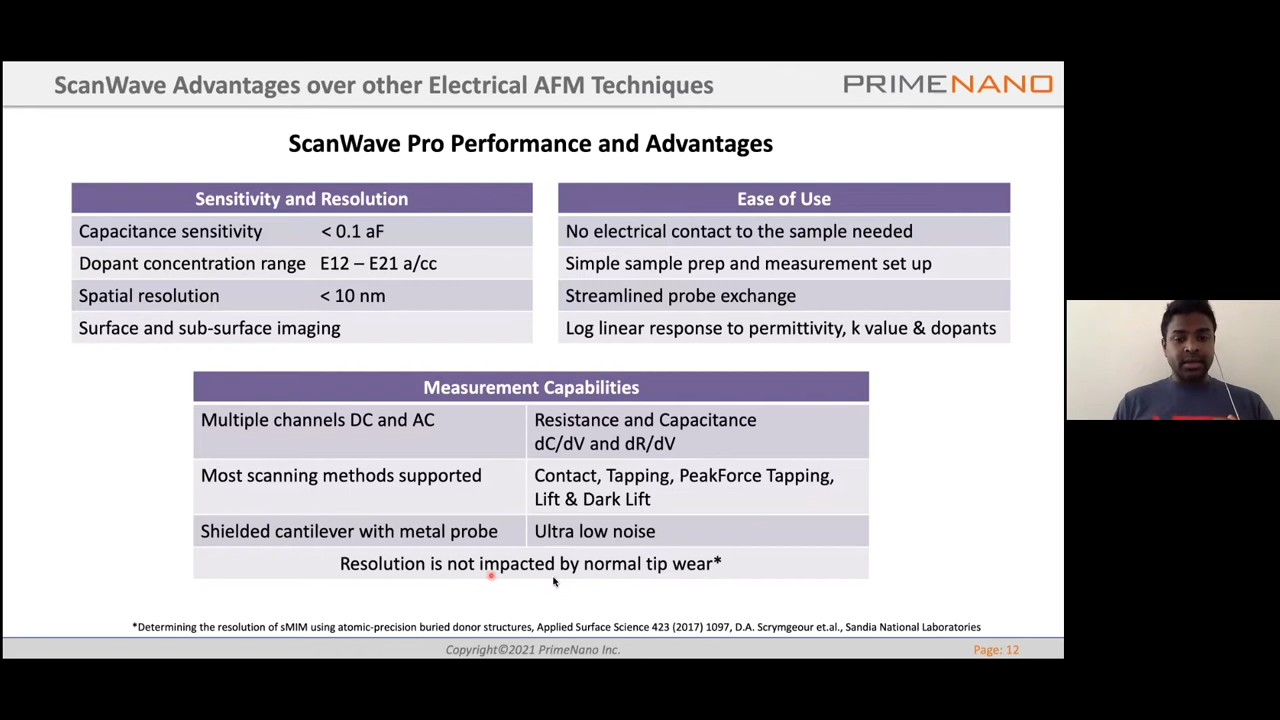 ScanWave Advantages over other Electrical AFM Techniques
PRIMENANO
ScanWave Pro Performance and Advantages
Sensitivity and Resolution
Capacitance sensitivity < 0.1 aF
Dopant concentration range E12 – E21 a/cc
Spatial resolution < 10 nm
Surface and sub-surface imaging
Ease of Use
No electrical contact to the sample needed
Simple sample prep and measurement set up
Streamlined probe exchange
Log linear response to permittivity, k value & dopants
Measurement Capabilities
Multiple channels DC and AC
Resistance and Capacitance
dC/dV and dR/dV
Most scanning methods supported
Contact, Tapping, PeakForce Tapping,
Lift & Dark Lift
Shielded cantilever with metal probe
Ultra low noise
Resolution is not impacted by normal tip wear*
*Determining the resolution of sMIM using atomic-precision buried donor structures, Applied Surface Science 423 (2017) 1097, D.A. Scrymgeour et.al., Sandia National Laboratories
Copyright©2021 PrimeNano Inc.
Page: 12